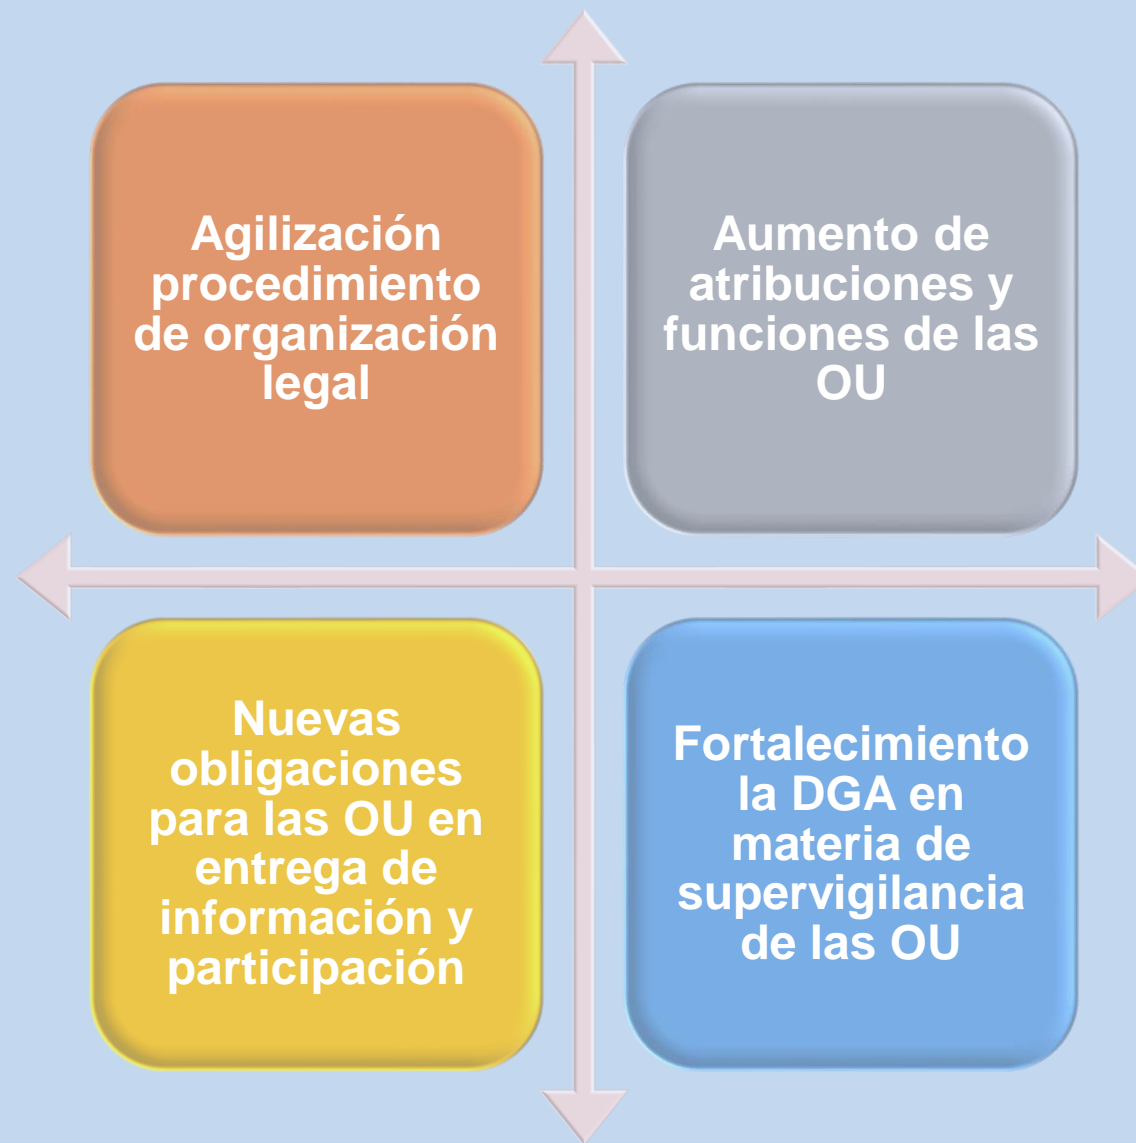 Agilización
procedimiento
de organización
legal
Aumento de
atribuciones y
funciones de las
OU
Nuevas
obligaciones
para las OU en
entrega de
información y
participación
Fortalecimiento
la DGA en
materia de
supervigilancia
de las OU